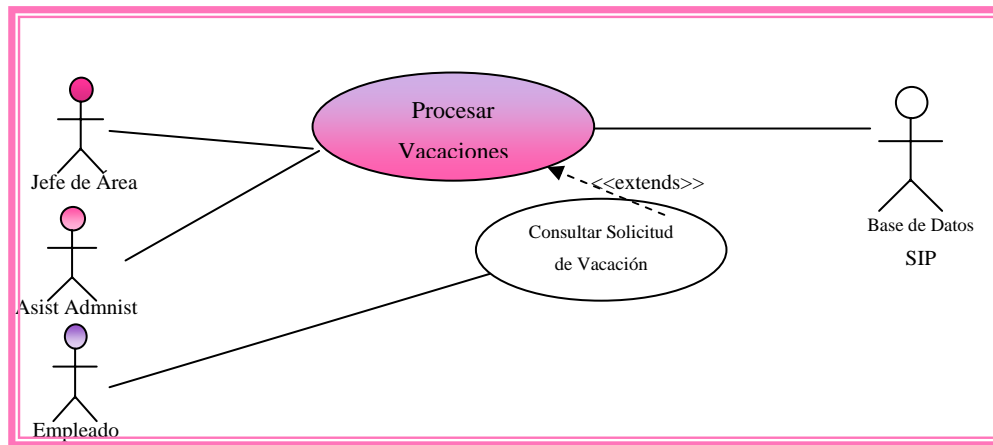 Procesar
Vacaciones
Jefe de Área
<<extends>>
Asist Admnist
Consultar Solicitud
de Vacación
Base de Datos
SIP
Empleado